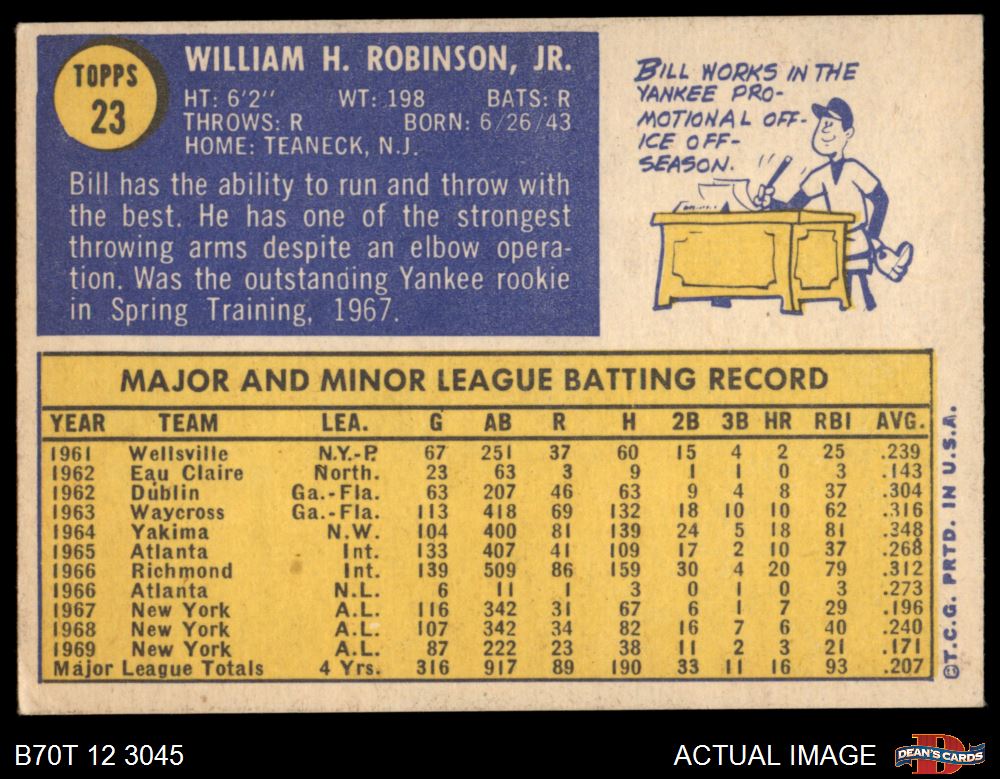 TOPPS
23
WILLIAM H. ROBINSON, JR.
HT: 6'2" WT: 198 BATS: R
THROWS: R BORN: 6/26/43
HOME: TEANECK, N.J.
Bill has the ability to run and throw with
the best. He has one of the strongest
throwing arms despite an elbow opera-
tion. Was the outstanding Yankee rookie
in Spring Training, 1967.
BILL WORKS IN THE
YANKEE PRO-
MOTIONAL OFF-
ICE OFF-
SEASON.
MAJOR AND MINOR LEAGUE BATTING RECORD
YEAR TEAM LEA. G AB R H 2B 3B HR RBI AVG.
1961 Wellsville N.Y.-P. 67 251 37 60 15 4 2 25 .239
1962 Eau Claire North. 23 63 3 9 1 1 0 3 .143
1962 Dublin Ga.-Fla. 63 207 46 63 9 4 8 37 .304
1963 Waycross Ga.-Fla. 113 418 69 132 18 10 10 62 .316
1964 Yakima N.W. 104 400 81 139 24 5 18 81 .348
1965 Atlanta Int. 133 407 41 109 17 2 10 37 .268
1966 Richmond Int. 139 509 86 159 30 4 20 79 .312
1966 Atlanta N.L. 6 11 1 3 0 1 0 3 .273
1967 New York A.L. 116 342 31 67 6 1 7 29 .196
1968 New York A.L. 107 342 34 82 16 7 6 40 .240
1969 New York A.L. 87 222 23 38 11 2 3 21 .171
Major League Totals 4 Yrs. 316 917 89 190 33 11 16 93 .207
©T.C.G. PRTD. IN U.S.A.
B70T 12 3045
ACTUAL IMAGE
DEAN'S CARDS